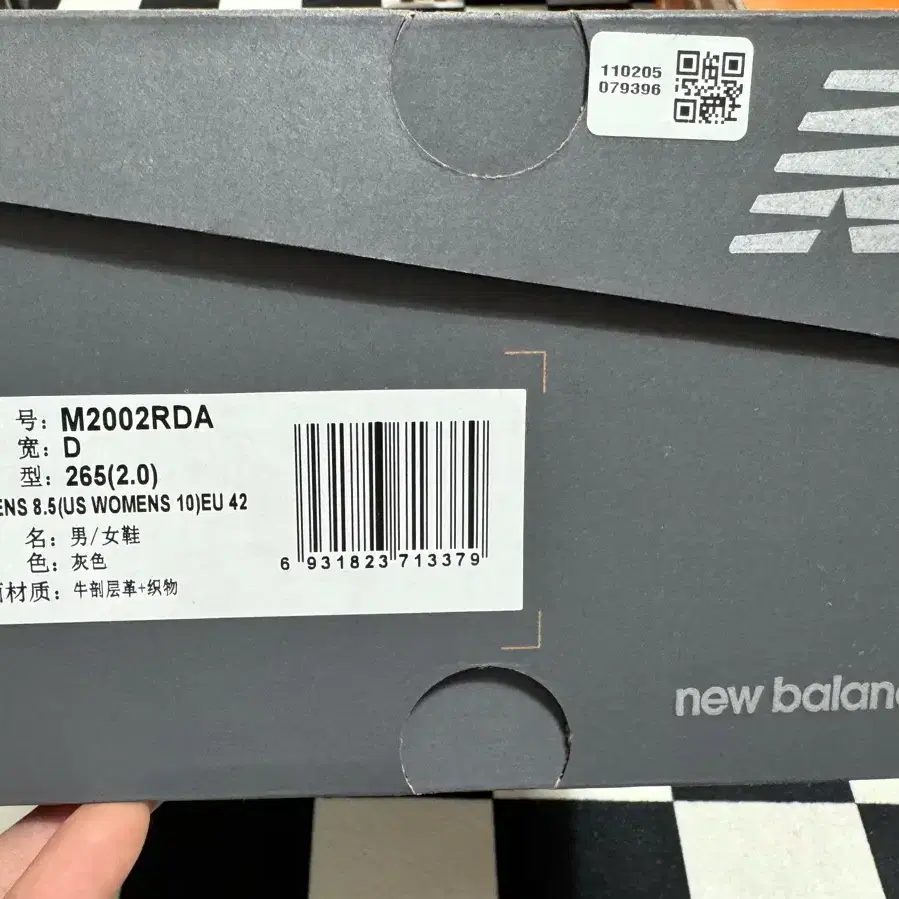 110205
079396
号: M2002RDA
宽: D
型: 265(2.0)
ENS 8.5(US WOMENS 10)EU 42
名: 男/女鞋
色: 灰色
材质: 牛剖层革+织物
6 931823 713379
new balanc